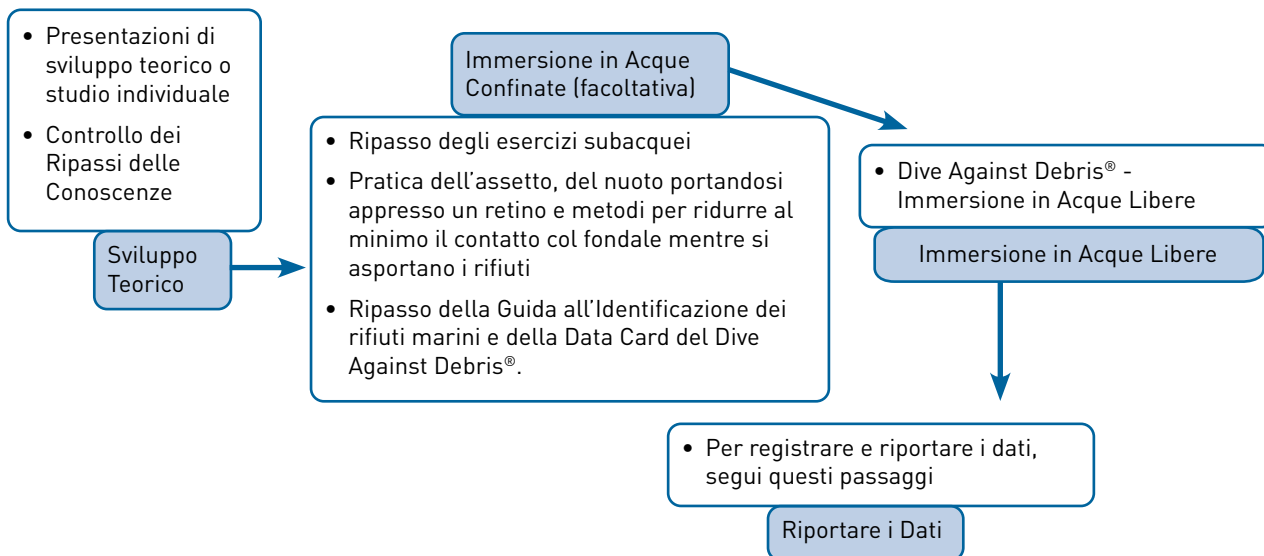 • Presentazioni di
sviluppo teorico o
studio individuale
• Controllo dei
Ripassi delle
Conoscenze
Sviluppo
Teorico
Immersione in Acque
Confinate (facoltativa)
• Ripasso degli esercizi subacquei
• Pratica dell’assetto, del nuoto portandosi
appresso un retino e metodi per ridurre al
minimo il contatto col fondale mentre si
asportano i rifiuti
• Ripasso della Guida all’Identificazione dei
rifiuti marini e della Data Card del Dive
Against Debris®.
• Dive Against Debris® -
Immersione in Acque Libere
Immersione in Acque Libere
• Per registrare e riportare i dati,
segui questi passaggi
Riportare i Dati